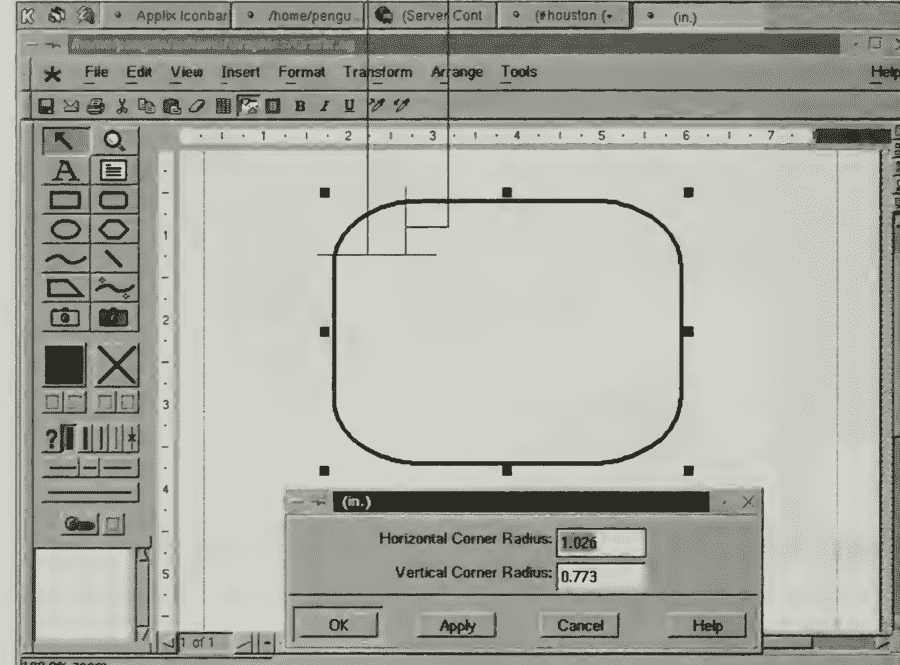 Applix Iconbar /home/pengu... (Server Cont (#houston (in.)
File Edit View Insert Format Transform Arrange Tools Help
B I U
1 2 3 4 5 6 7
A
1
2
3
?
4
(in.)
Horizontal Corner Radius: 1.026
Vertical Corner Radius: 0.773
5
OK Apply Cancel Help
1 of 1